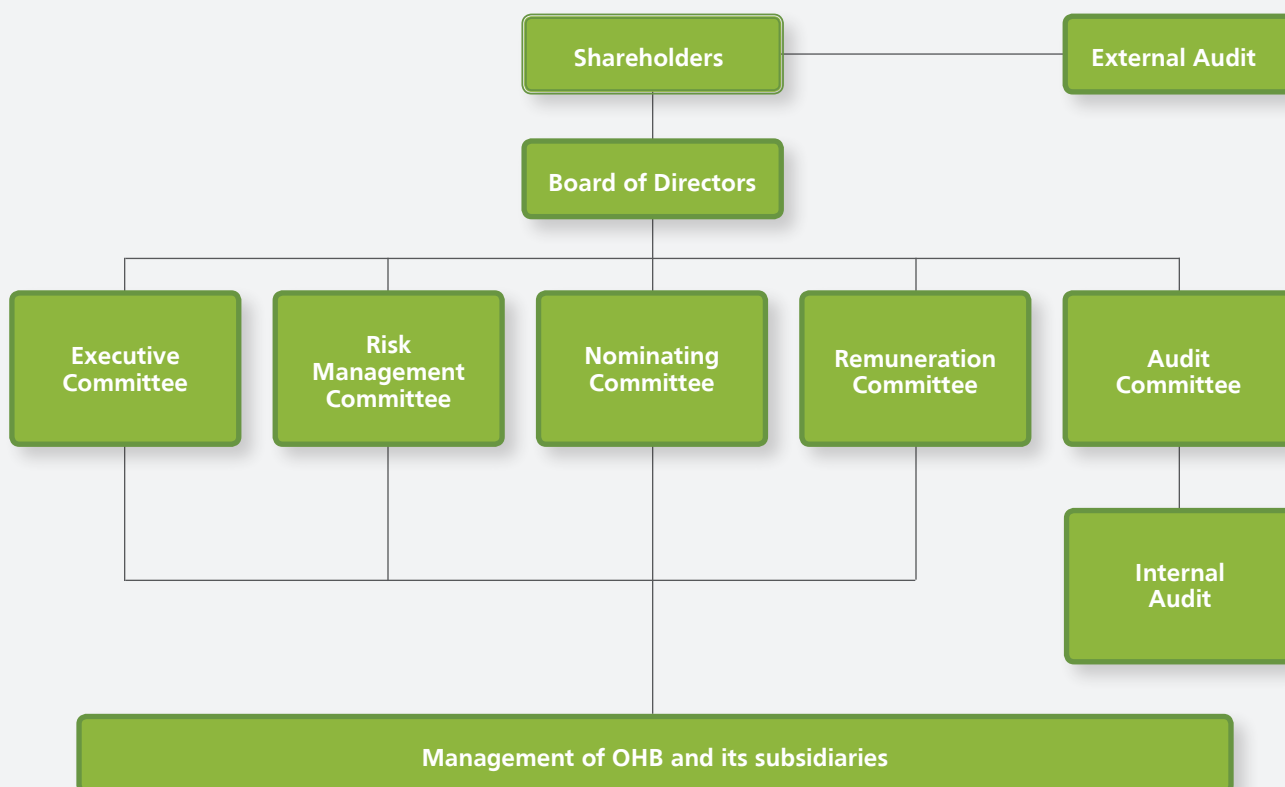 Shareholders
External Audit
Board of Directors
Executive
Committee
Risk
Management
Committee
Nominating
Committee
Remuneration
Committee
Audit
Committee
Internal
Audit
Management of OHB and its subsidiaries